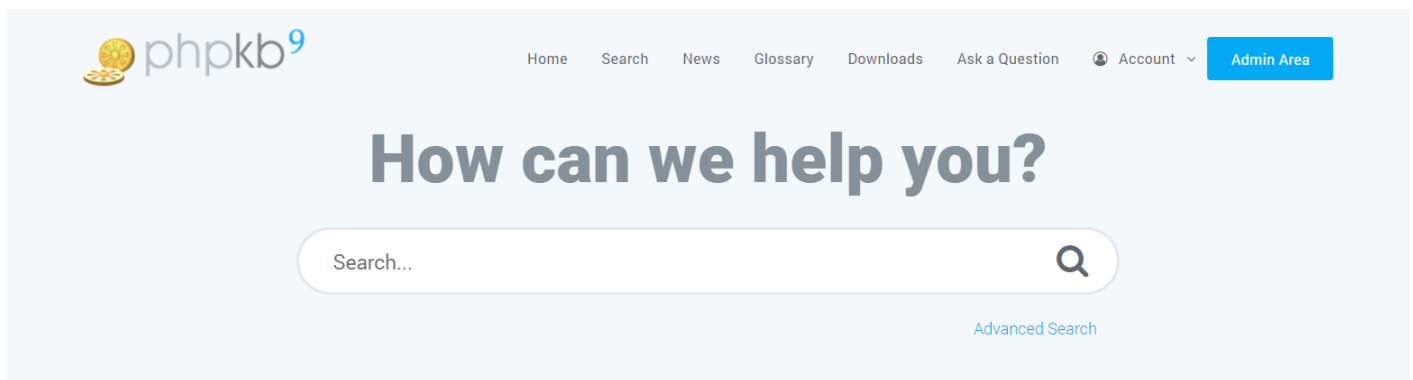 phpkb9
Home Search News Glossary Downloads Ask a Question Account Admin Area
How can we help you?
Search...
Advanced Search